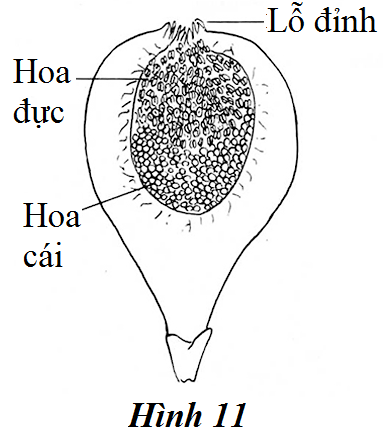 Lỗ đỉnh
Hoa
đực
Hoa
cái
Hình 11